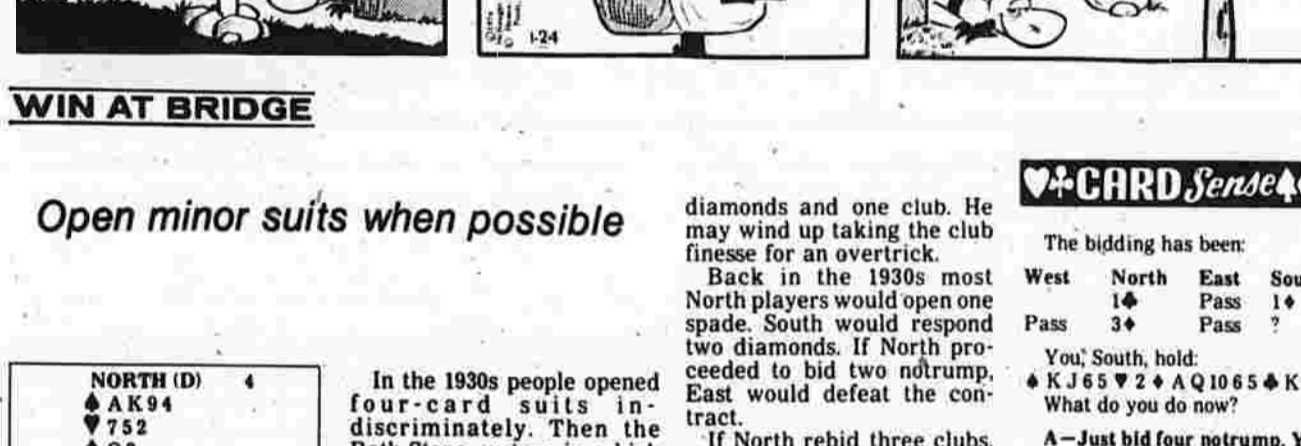 1-24
WIN AT BRIDGE
Open minor suits when possible
NORTH (D) 4
♠ A K 9 4
♥ 7 5 2
In the 1930s people opened
four-card suits in-
discriminately. Then the
diamonds and one club. He
may wind up taking the club
finesse for an overtrick.
Back in the 1930s most
North players would open one
spade. South would respond
two diamonds. If North pro-
ceeded to bid two notrump,
East would defeat the con-
tract.
If North rebid three clubs,
♥♣CARD Sense♠
The bidding has been:
West North East Sou
1♣ Pass 1♦
Pass 3♦ Pass ?
You, South, hold:
♠ K J 6 5 ♥ 2 ♦ A Q 10 6 5 ♣ K
What do you do now?
A—Just bid four notrump. Y